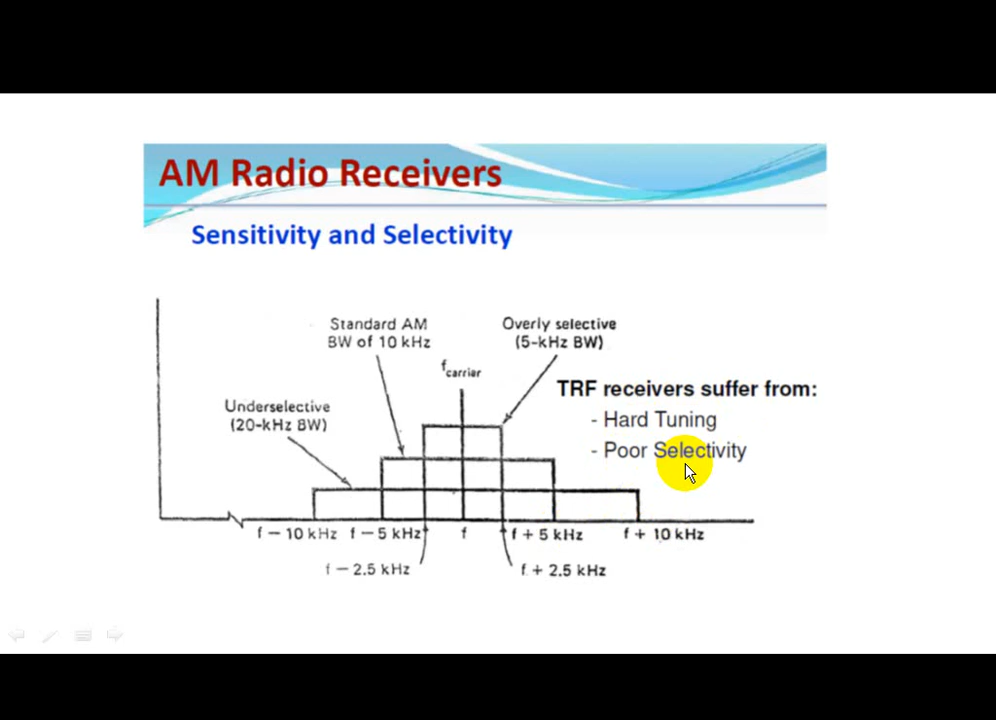 AM Radio Receivers
Sensitivity and Selectivity
Standard AM
BW of 10 kHz
Overly selective
(5-kHz BW)
fcarrier
Underselective
(20-kHz BW)
TRF receivers suffer from:
- Hard Tuning
- Poor Selectivity
f – 10 kHz f – 5 kHz f f + 5 kHz f + 10 kHz
f – 2.5 kHz f + 2.5 kHz